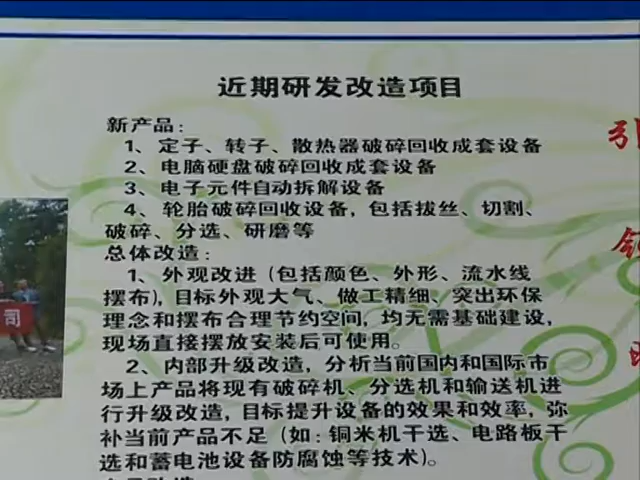 近期研发改造项目
新产品:
1、定子、转子、散热器破碎回收成套设备
2、电脑硬盘破碎回收成套设备
3、电子元件自动拆解设备
4、轮胎破碎回收设备,包括拔丝、切割、
破碎、分选、研磨等
总体改造:
1、外观改进(包括颜色、外形、流水线
摆布),目标外观大气、做工精细、突出环保
理念和摆布合理节约空间,均无需基础建设,
现场直接摆放安装后可使用。
2、内部升级改造,分析当前国内和国际市
场上产品将现有破碎机、分选机和输送机进
行升级改造,目标提升设备的效果和效率,弥
补当前产品不足(如:铜米机干选、电路板干
选和蓄电池设备防腐蚀等技术)。
司
引